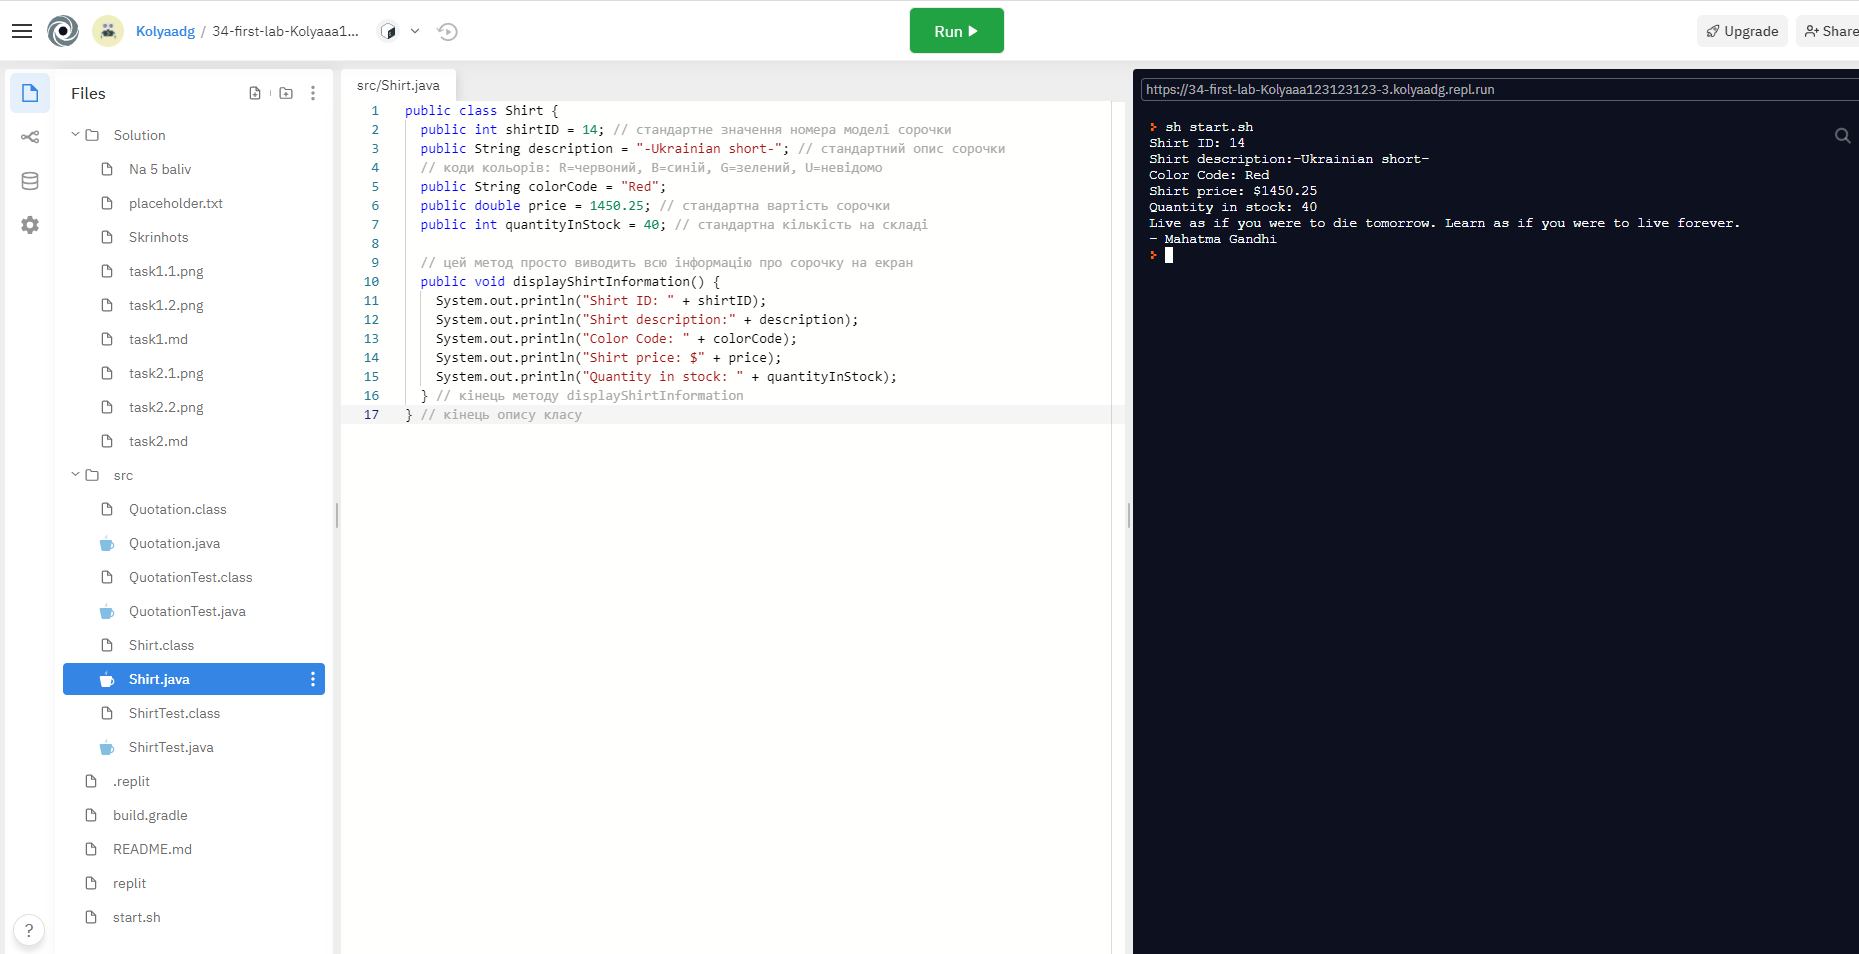 Kolyaadg / 34-first-lab-Kolyaaa1...
Run
Upgrade
Share
Files
Solution
Na 5 baliv
placeholder.txt
Skrinhots
task1.1.png
task1.2.png
task1.md
task2.1.png
task2.2.png
task2.md
src
Quotation.class
Quotation.java
QuotationTest.class
QuotationTest.java
Shirt.class
Shirt.java
ShirtTest.class
ShirtTest.java
.replit
build.gradle
README.md
replit
start.sh
?
src/Shirt.java
1 public class Shirt {
2 public int shirtID = 14; // стандартне значення номера моделі сорочки
3 public String description = "-Ukrainian short-"; // стандартний опис сорочки
4 // коди кольорів: R=червоний, B=синій, G=зелений, U=невідомо
5 public String colorCode = "Red";
6 public double price = 1450.25; // стандартна вартість сорочки
7 public int quantityInStock = 40; // стандартна кількість на складі
8
9 // цей метод просто виводить всю інформацію про сорочку на екран
10 public void displayShirtInformation() {
11 System.out.println("Shirt ID: " + shirtID);
12 System.out.println("Shirt description:" + description);
13 System.out.println("Color Code: " + colorCode);
14 System.out.println("Shirt price: $" + price);
15 System.out.println("Quantity in stock: " + quantityInStock);
16 } // кінець методу displayShirtInformation
17 } // кінець опису класу
https://34-first-lab-Kolyaaa123123123-3.kolyaadg.repl.run
> sh start.sh
Shirt ID: 14
Shirt description:-Ukrainian short-
Color Code: Red
Shirt price: $1450.25
Quantity in stock: 40
Live as if you were to die tomorrow. Learn as if you were to live forever.
- Mahatma Gandhi
>